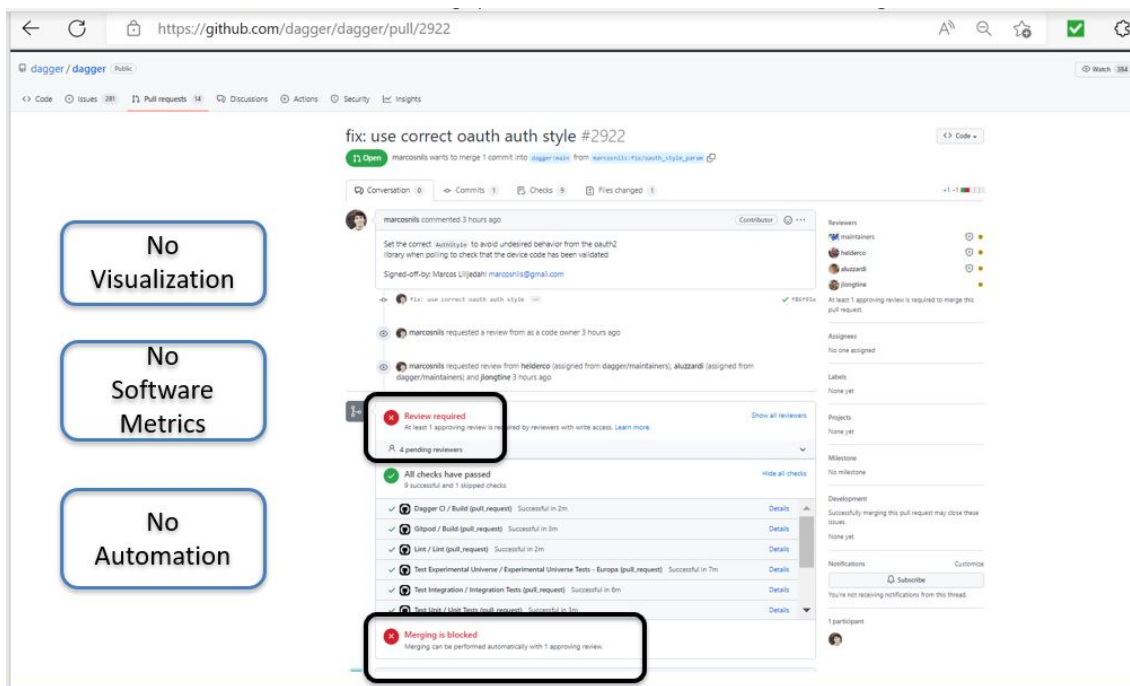 https://github.com/dagger/dagger/pull/2922
dagger / dagger Public
Watch 384
Code Issues 281 Pull requests 14 Discussions Actions Security Insights
fix: use correct oauth auth style #2922
Code
Open marcosnils wants to merge 1 commit into dagger:main from marcosnils:fix/oauth_style_param
Conversation 0 Commits 1 Checks 9 Files changed 1
+1 −1
No
Visualization
No
Software
Metrics
No
Automation
marcosnils commented 3 hours ago
Contributor
Set the correct AuthStyle to avoid undesired behavior from the oauth2
library when polling to check that the device code has been validated
Signed-off-by: Marcos Lilljedahl marcosnils@gmail.com
fix: use correct oauth auth style
marcosnils requested a review from as a code owner 3 hours ago
marcosnils requested review from helderco (assigned from dagger/maintainers), aluzzardi (assigned from
dagger/maintainers) and jlongtine 3 hours ago
Review required
Show all reviewers
At least 1 approving review is required by reviewers with write access. Learn more.
4 pending reviewers
All checks have passed
Hide all checks
9 successful and 1 skipped checks
Dagger CI / Build (pull_request) Successful in 2m Details
Gitpod / Build (pull_request) Successful in 3m Details
Lint / Lint (pull_request) Successful in 2m Details
Test Experimental Universe / Experimental Universe Tests - Europa (pull_request) Successful in 7m Details
Test Integration / Integration Tests (pull_request) Successful in 6m Details
Test Unit / Unit Tests (pull_request) Successful in 3m Details
Merging is blocked
Merging can be performed automatically with 1 approving review.
Reviewers
maintainers
helderco
aluzzardi
jlongtine
At least 1 approving review is required to merge this
pull request.
Assignees
No one assigned
Labels
None yet
Projects
None yet
Milestone
No milestone
Development
Successfully merging this pull request may close these
issues.
None yet
Notifications Customize
Subscribe
You're not receiving notifications from this thread.
1 participant